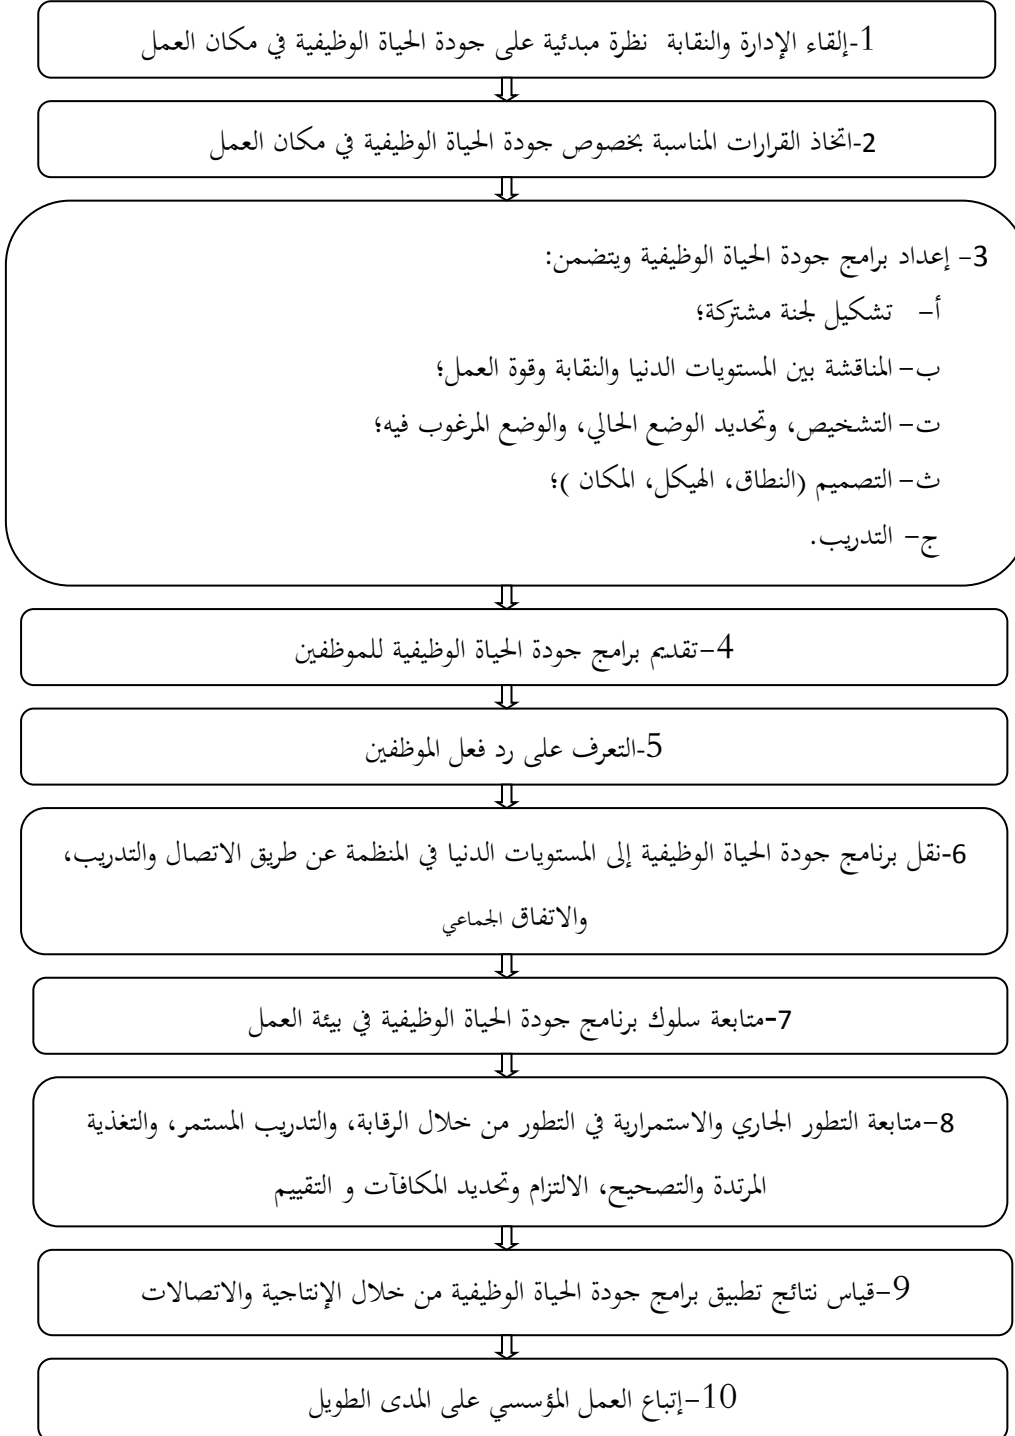 1-إلقاء الإدارة والنقابة نظرة مبدئية على جودة الحياة الوظيفية في مكان العمل
2-اتخاذ القرارات المناسبة بخصوص جودة الحياة الوظيفية في مكان العمل
3- إعداد برامج جودة الحياة الوظيفية ويتضمن:
أ- تشكيل لجنة مشتركة؛
ب- المناقشة بين المستويات الدنيا والنقابة وقوة العمل؛
ت- التشخيص، وتحديد الوضع الحالي، والوضع المرغوب فيه؛
ث- التصميم (النطاق، الهيكل، المكان )؛
ج- التدريب.
4-تقديم برامج جودة الحياة الوظيفية للموظفين
5-التعرف على رد فعل الموظفين
6-نقل برنامج جودة الحياة الوظيفية إلى المستويات الدنيا في المنظمة عن طريق الاتصال والتدريب،
والاتفاق الجماعي
7-متابعة سلوك برنامج جودة الحياة الوظيفية في بيئة العمل
8-متابعة التطور الجاري والاستمرارية في التطور من خلال الرقابة، والتدريب المستمر، والتغذية
المرتدة والتصحيح، الالتزام وتحديد المكافآت و التقييم
9-قياس نتائج تطبيق برامج جودة الحياة الوظيفية من خلال الإنتاجية والاتصالات
10-إتباع العمل المؤسسي على المدى الطويل